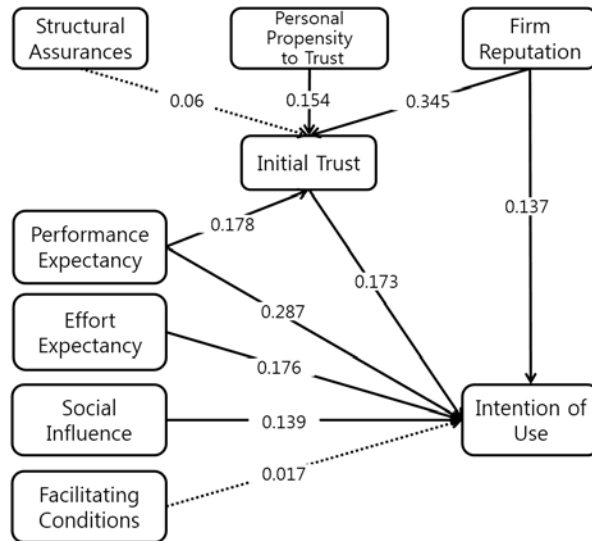 Structural
Assurances
Personal
Propensity
to Trust
Firm
Reputation
0.06
0.154
0.345
Initial Trust
0.178
0.137
Performance
Expectancy
0.173
0.287
Effort
Expectancy
0.176
Social
Influence
0.139
Intention of
Use
0.017
Facilitating
Conditions